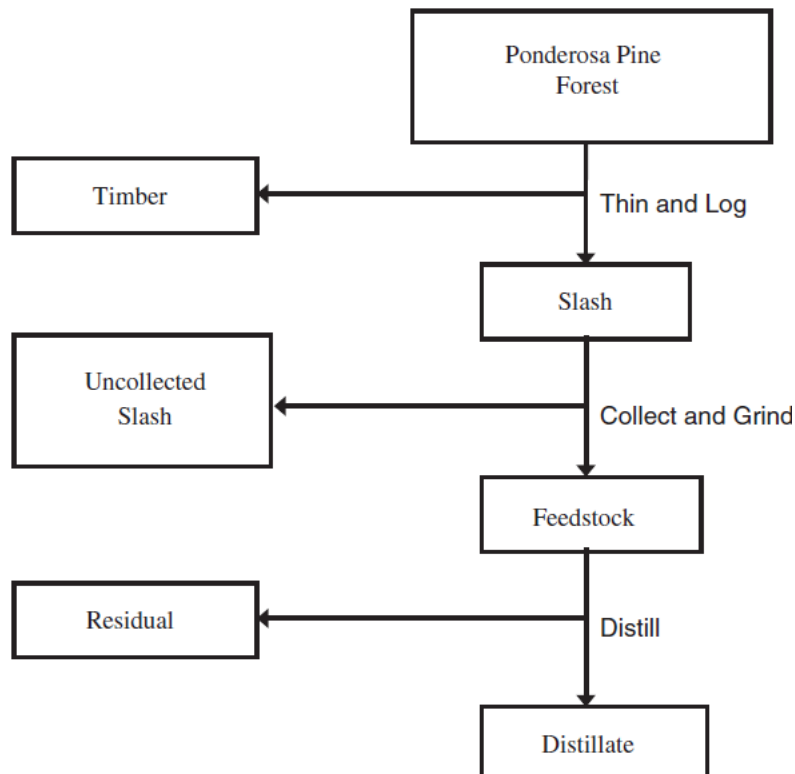 Ponderosa Pine
Forest
Timber
Thin and Log
Slash
Uncollected
Slash
Collect and Grind
Feedstock
Residual
Distill
Distillate